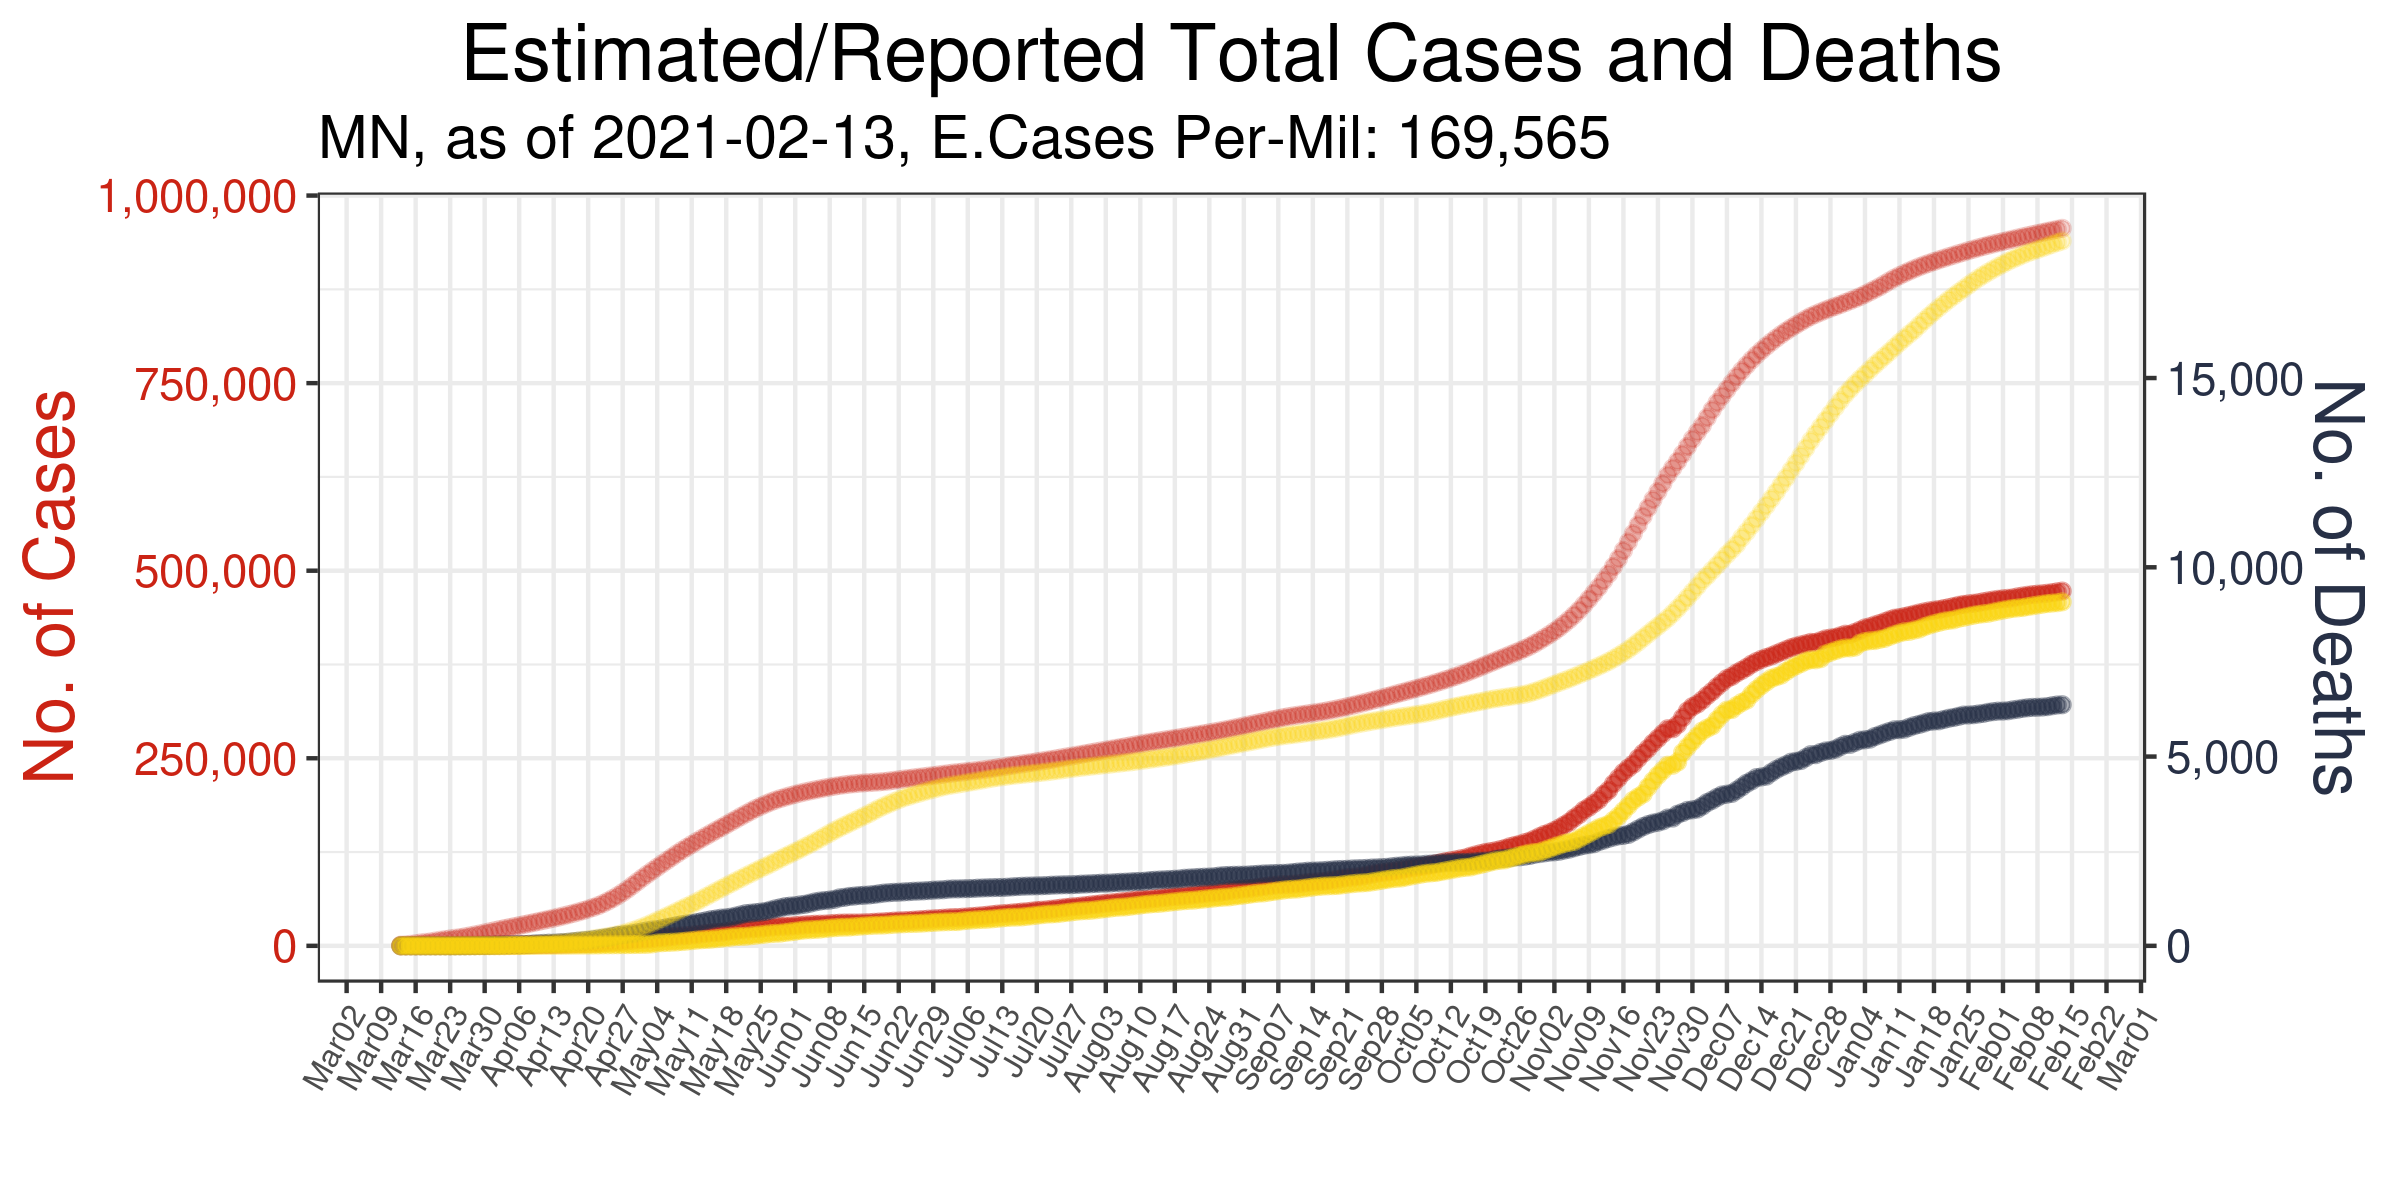 Estimated/Reported Total Cases and Deaths
MN, as of 2021-02-13, E.Cases Per-Mil: 169,565
No. of Cases
1,000,000
750,000
500,000
250,000
0
15,000
10,000
5,000
0
No. of Deaths
Mar02
Mar09
Mar16
Mar23
Mar30
Apr06
Apr13
Apr20
Apr27
May04
May11
May18
May25
Jun01
Jun08
Jun15
Jun22
Jun29
Jul06
Jul13
Jul20
Jul27
Aug03
Aug10
Aug17
Aug24
Aug31
Sep07
Sep14
Sep21
Sep28
Oct05
Oct12
Oct19
Oct26
Nov02
Nov09
Nov16
Nov23
Nov30
Dec07
Dec14
Dec21
Dec28
Jan04
Jan11
Jan18
Jan25
Feb01
Feb08
Feb15
Feb22
Mar01